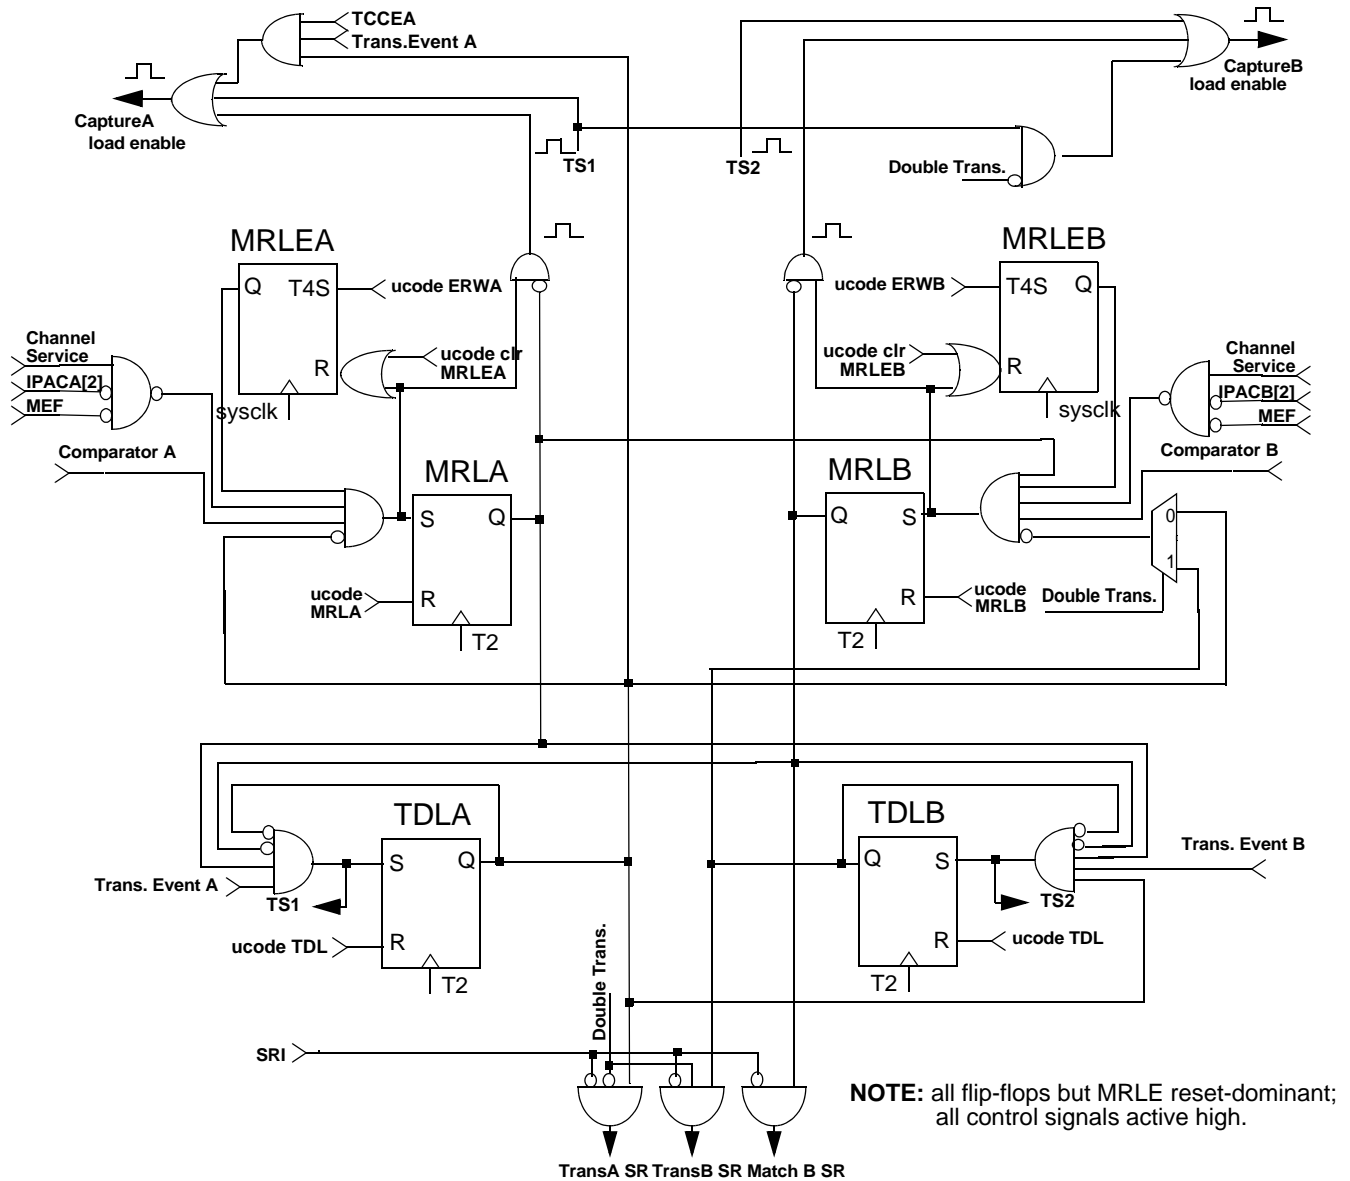 TCCEA
Trans.Event A
CaptureA
load enable
CaptureB
load enable
TS1
TS2
Double Trans.
MRLEA
Q
T4S
R
sysclk
ucode ERWA
ucode clr
MRLEA
MRLEB
ucode ERWB
T4S
Q
R
sysclk
ucode clr
MRLEB
Channel
Service
IPACA[2]
MEF
Comparator A
Channel
Service
IPACB[2]
MEF
Comparator B
MRLA
S
Q
R
T2
ucode
MRLA
MRLB
Q
S
R
T2
ucode
MRLB
0
1
Double Trans.
TDLA
S
Q
R
T2
Trans. Event A
TS1
ucode TDL
TDLB
Q
S
R
T2
Trans. Event B
TS2
ucode TDL
Double Trans.
SRI
TransA SR TransB SR Match B SR
NOTE: all flip-flops but MRLE reset-dominant;
all control signals active high.